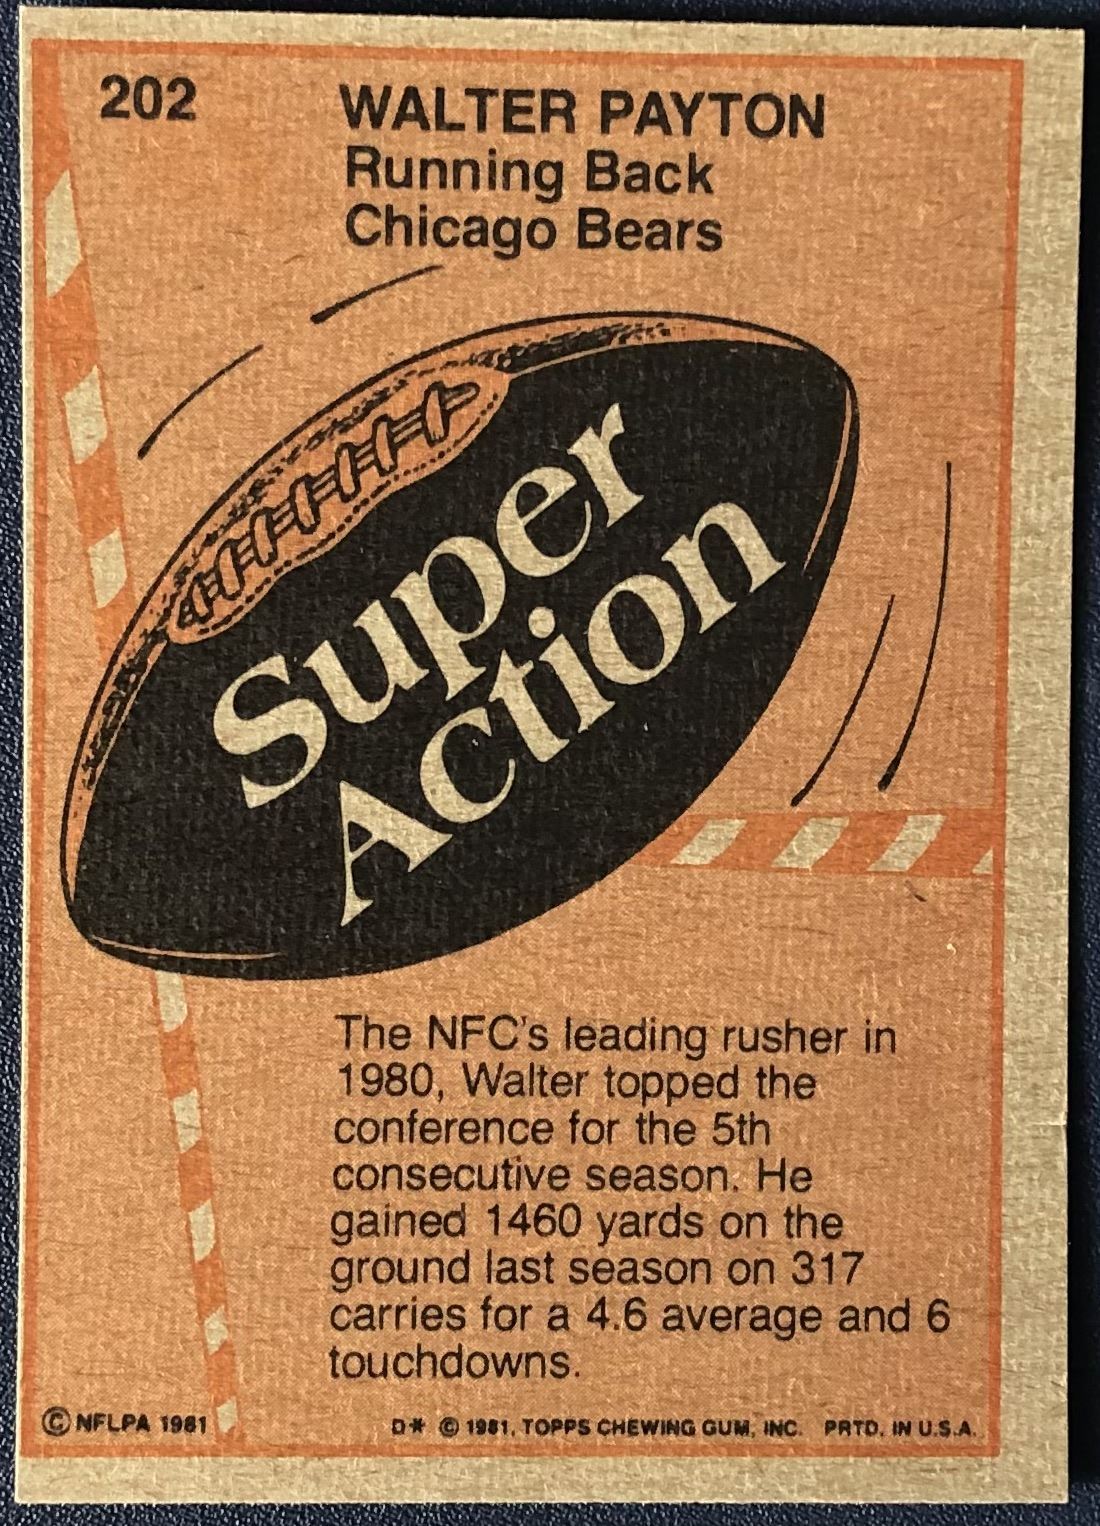 202
WALTER PAYTON
Running Back
Chicago Bears
Super
Action
The NFC's leading rusher in
1980, Walter topped the
conference for the 5th
consecutive season. He
gained 1460 yards on the
ground last season on 317
carries for a 4.6 average and 6
touchdowns.
© NFLPA 1981
D* © 1981, TOPPS CHEWING GUM, INC. PRTD. IN U.S.A.